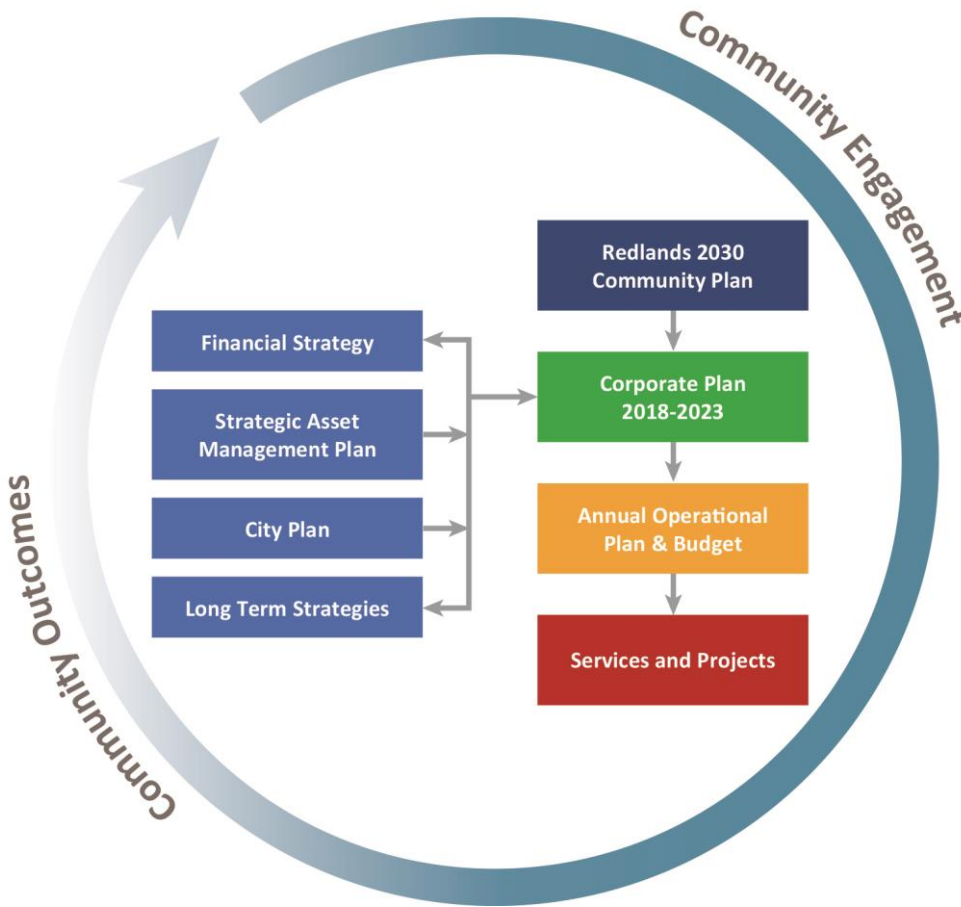 Community Engagement
Redlands 2030
Community Plan
Financial Strategy
Corporate Plan
2018-2023
Strategic Asset
Management Plan
Annual Operational
Plan & Budget
City Plan
Long Term Strategies
Services and Projects
Community Outcomes